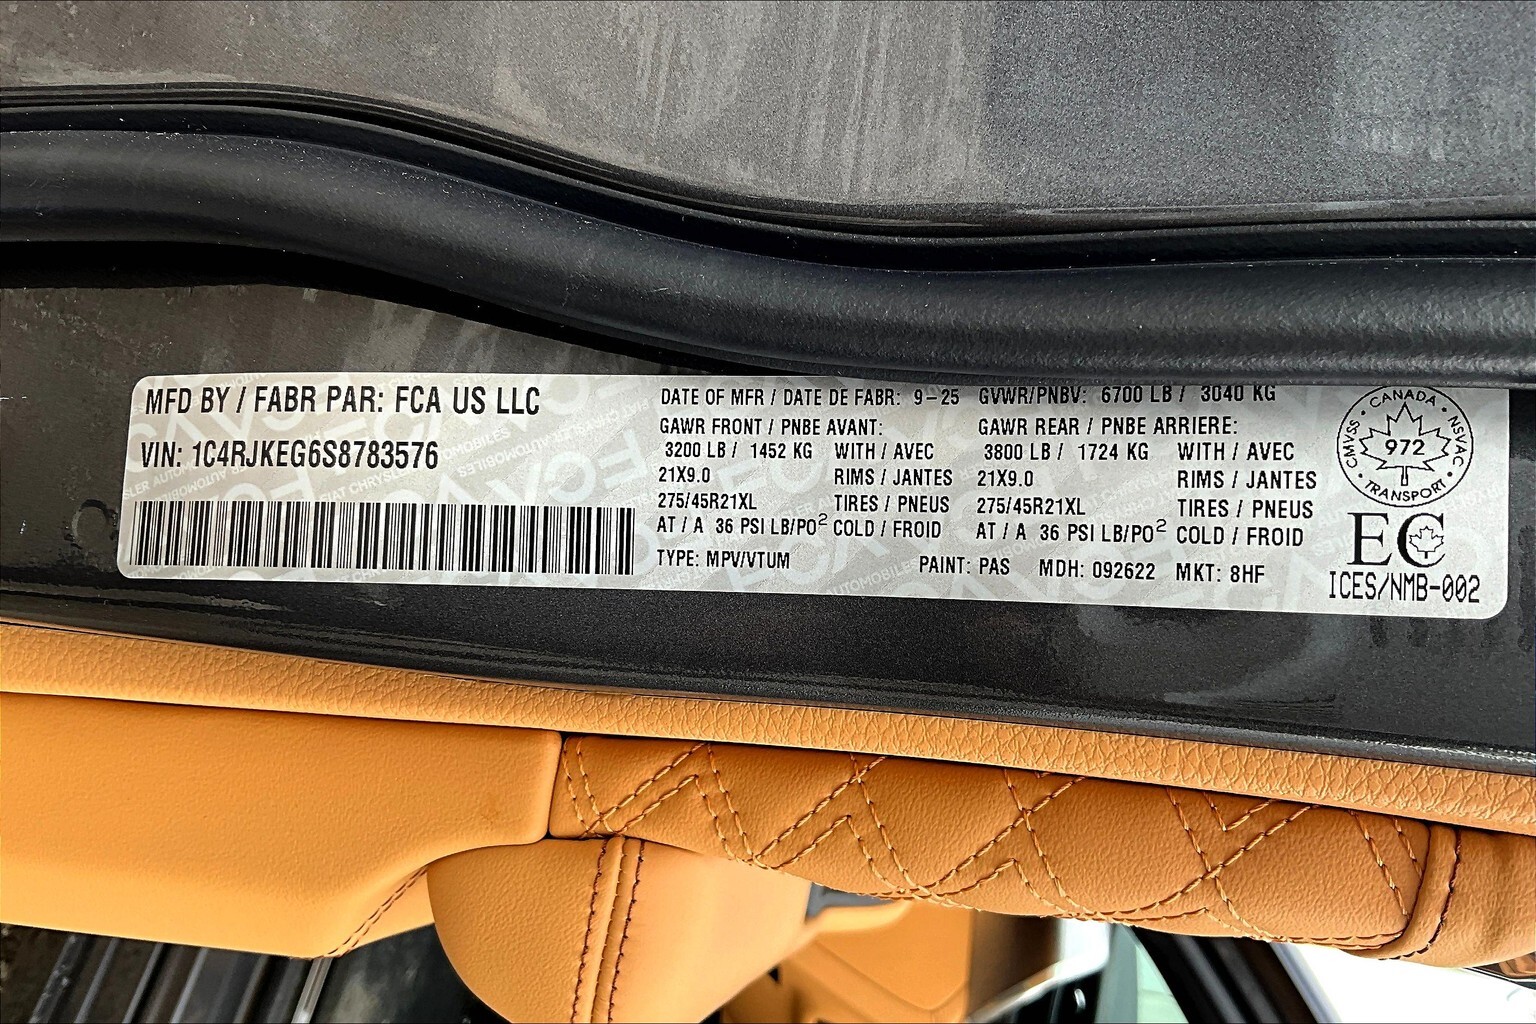 MFD BY / FABR PAR: FCA US LLC
VIN: 1C4RJKEG6S8783576
DATE OF MFR / DATE DE FABR: 9-25 GVWR/PNBV: 6700 LB / 3040 KG
GAWR FRONT / PNBE AVANT: GAWR REAR / PNBE ARRIERE:
3200 LB / 1452 KG WITH / AVEC 3800 LB / 1724 KG WITH / AVEC
21X9.0 RIMS / JANTES 21X9.0 RIMS / JANTES
275/45R21XL TIRES / PNEUS 275/45R21XL TIRES / PNEUS
AT / A 36 PSI LB/PO² COLD / FROID AT / A 36 PSI LB/PO² COLD / FROID
TYPE: MPV/VTUM PAINT: PAS MDH: 092622 MKT: 8HF
CANADA
CMVSS 972 NSVAC
TRANSPORT
EC
ICES/NMB-002